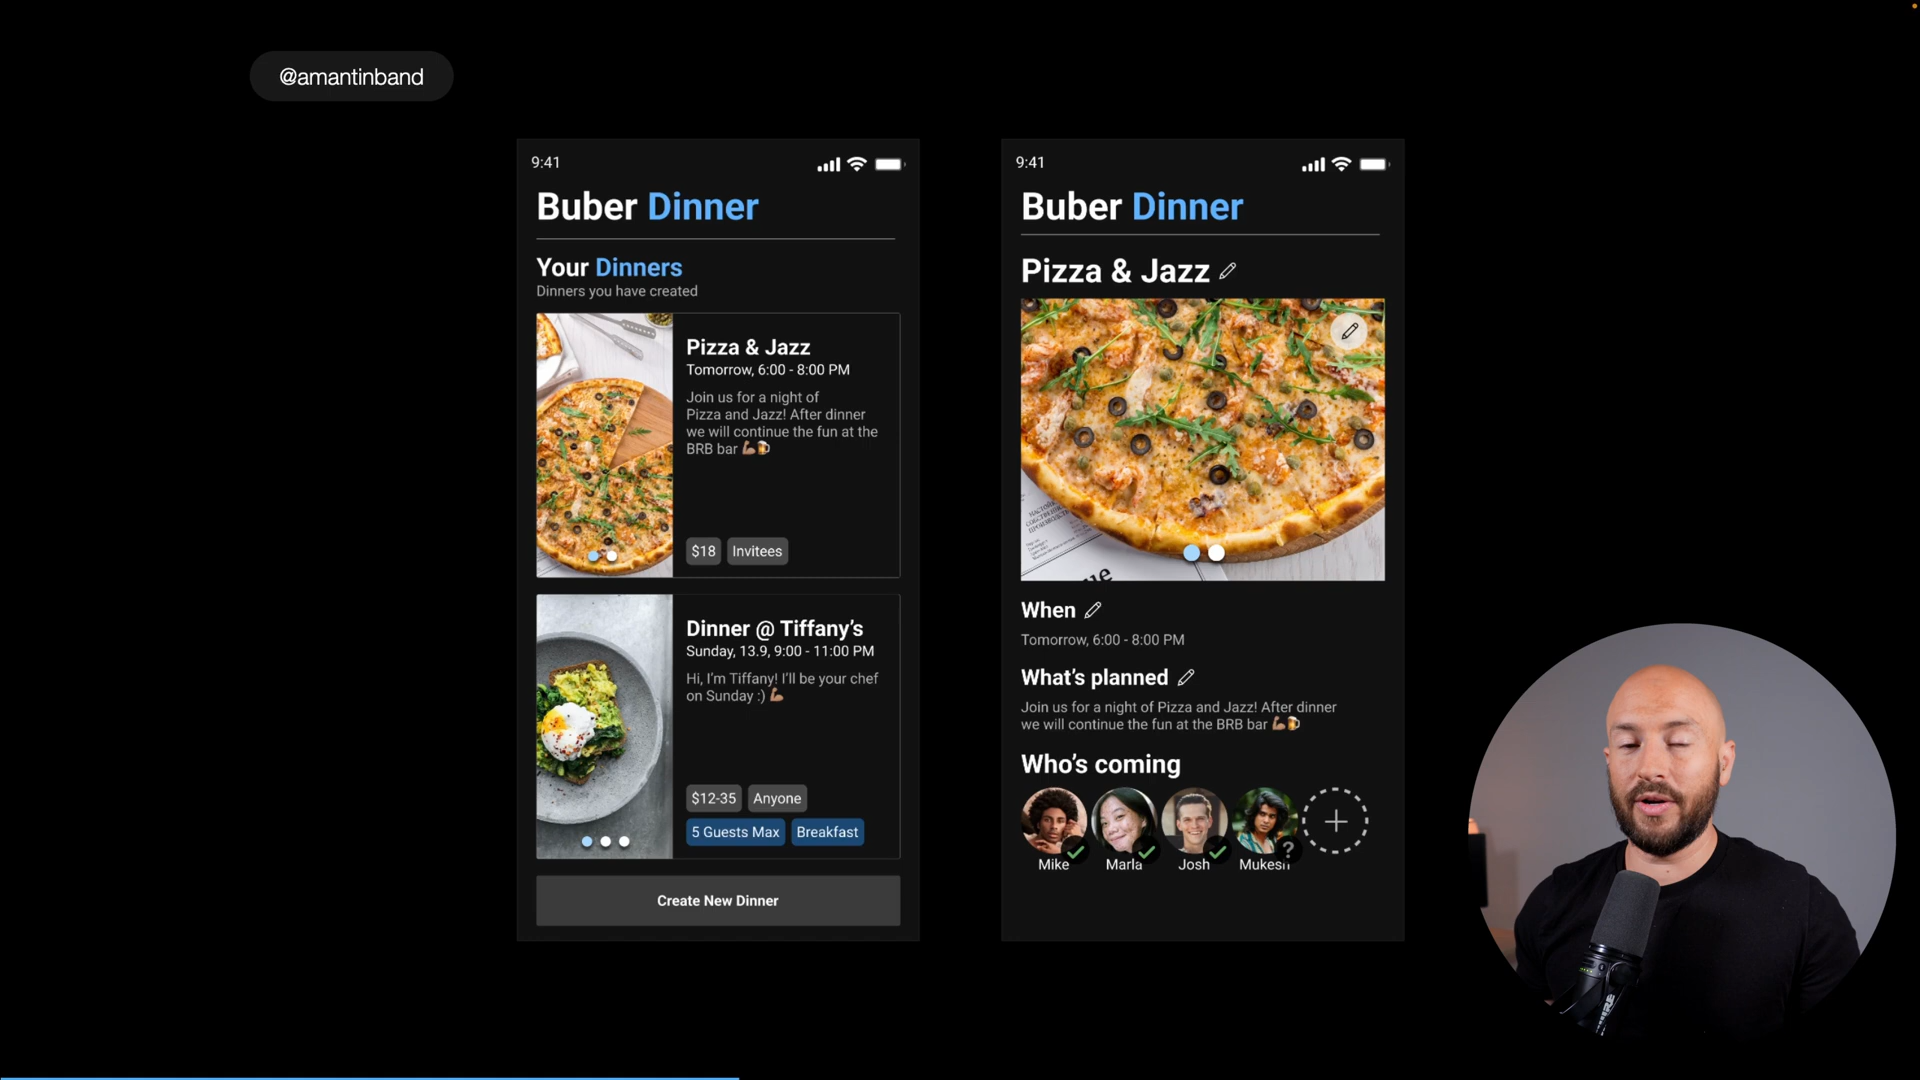 @amantinband
9:41
Buber Dinner
Your Dinners
Dinners you have created
Pizza & Jazz
Tomorrow, 6:00 - 8:00 PM
Join us for a night of
Pizza and Jazz! After dinner
we will continue the fun at the
BRB bar 💪🏽🍺
$18
Invitees
Dinner @ Tiffany’s
Sunday, 13.9, 9:00 - 11:00 PM
Hi, I’m Tiffany! I’ll be your chef
on Sunday :) 💪🏽
$12-35
Anyone
5 Guests Max
Breakfast
Create New Dinner
9:41
Buber Dinner
Pizza & Jazz
When
Tomorrow, 6:00 - 8:00 PM
What’s planned
Join us for a night of Pizza and Jazz! After dinner
we will continue the fun at the BRB bar 💪🏽🍺
Who’s coming
Mike
Marla
Josh
?
Mukesh